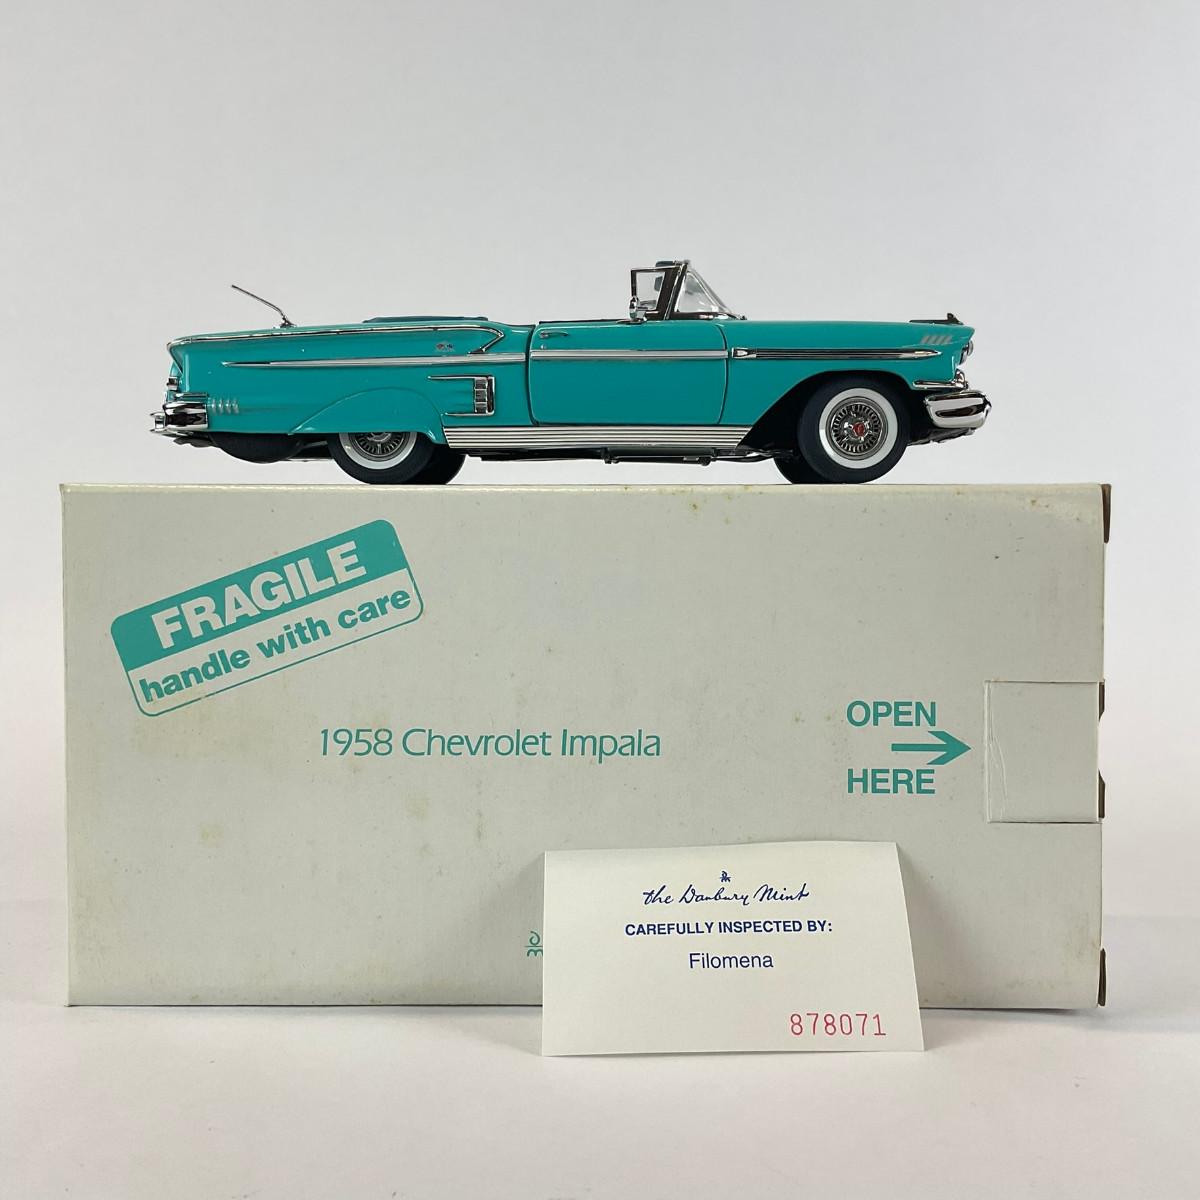 FRAGILE
handle with care
1958 Chevrolet Impala
OPEN
HERE
the Danbury Mint
CAREFULLY INSPECTED BY:
Filomena
878071